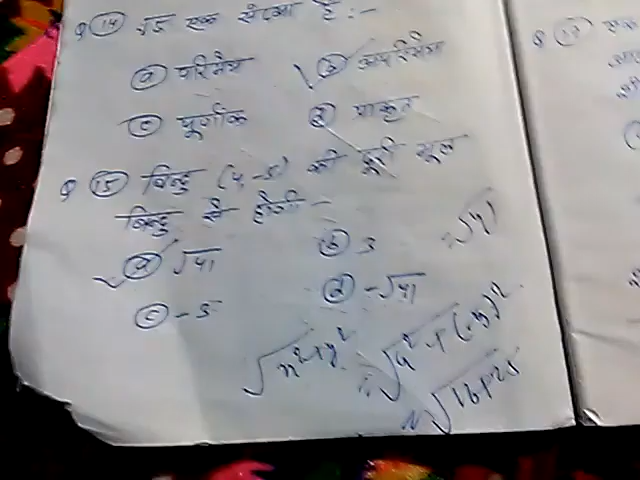 Q (14) √5 एक संख्या है :-
(a) परिमेय (b) अपरिमेय
(c) पूर्णांक (d) प्राकृत
Q (15) बिन्दु (4 -5) की दूरी मूल
बिन्दु से होगी -
(a) √41 (b) 3 = √41
(c) -5 (d) -√41
√x²+y² = √4²+(-5)²
= √16+25
Q (17)